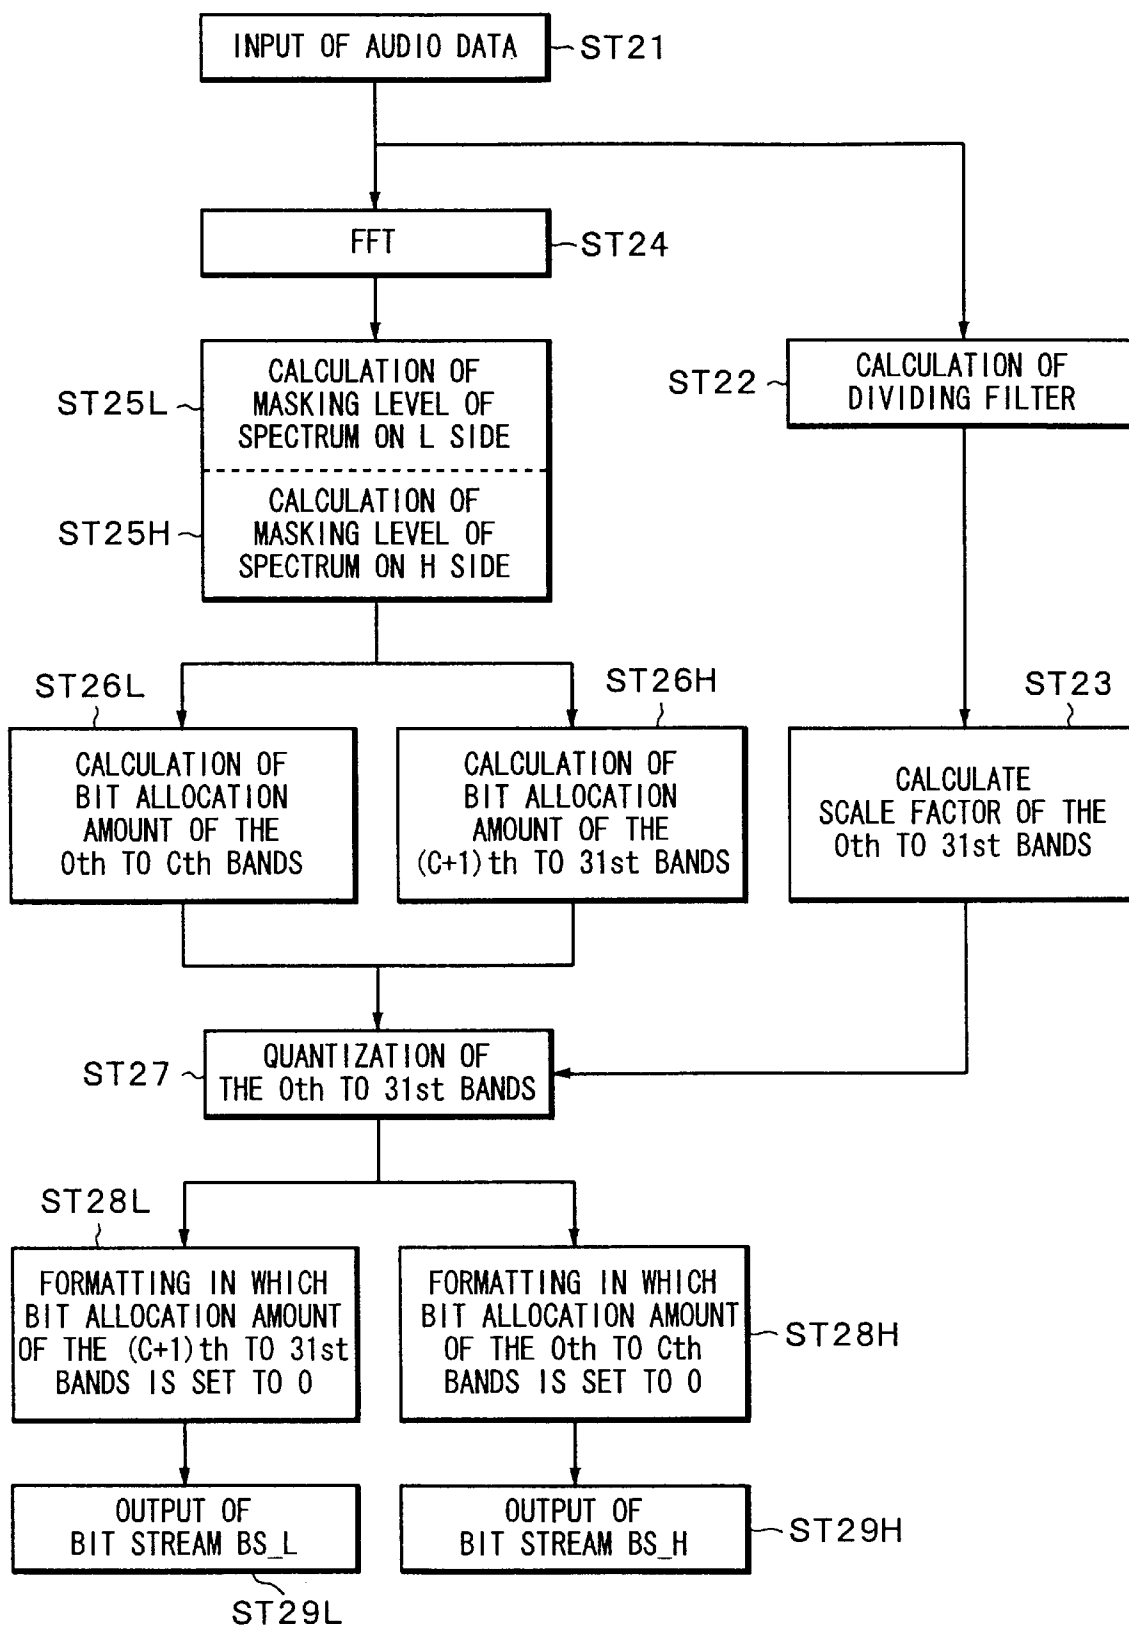 INPUT OF AUDIO DATA
ST21
FFT
ST24
CALCULATION OF
MASKING LEVEL OF
SPECTRUM ON L SIDE
ST25L
CALCULATION OF
MASKING LEVEL OF
SPECTRUM ON H SIDE
ST25H
ST22
CALCULATION OF
DIVIDING FILTER
ST26L
CALCULATION OF
BIT ALLOCATION
AMOUNT OF THE
0th TO Cth BANDS
ST26H
CALCULATION OF
BIT ALLOCATION
AMOUNT OF THE
(C+1)th TO 31st BANDS
ST23
CALCULATE
SCALE FACTOR OF THE
0th TO 31st BANDS
ST27
QUANTIZATION OF
THE 0th TO 31st BANDS
ST28L
FORMATTING IN WHICH
BIT ALLOCATION AMOUNT
OF THE (C+1)th TO 31st
BANDS IS SET TO 0
FORMATTING IN WHICH
BIT ALLOCATION AMOUNT
OF THE 0th TO Cth
BANDS IS SET TO 0
ST28H
OUTPUT OF
BIT STREAM BS_L
ST29L
OUTPUT OF
BIT STREAM BS_H
ST29H